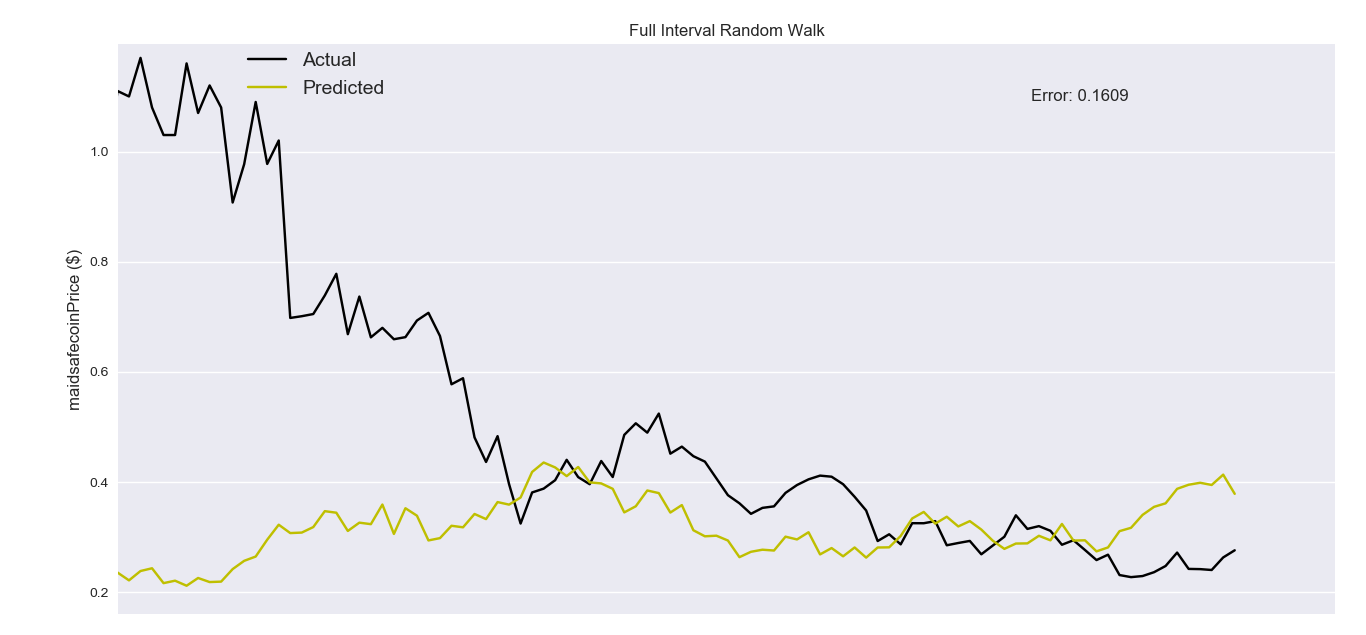 Full Interval Random Walk
Actual
Predicted
Error: 0.1609
1.0
0.8
0.6
0.4
0.2
maidsafecoinPrice ($)